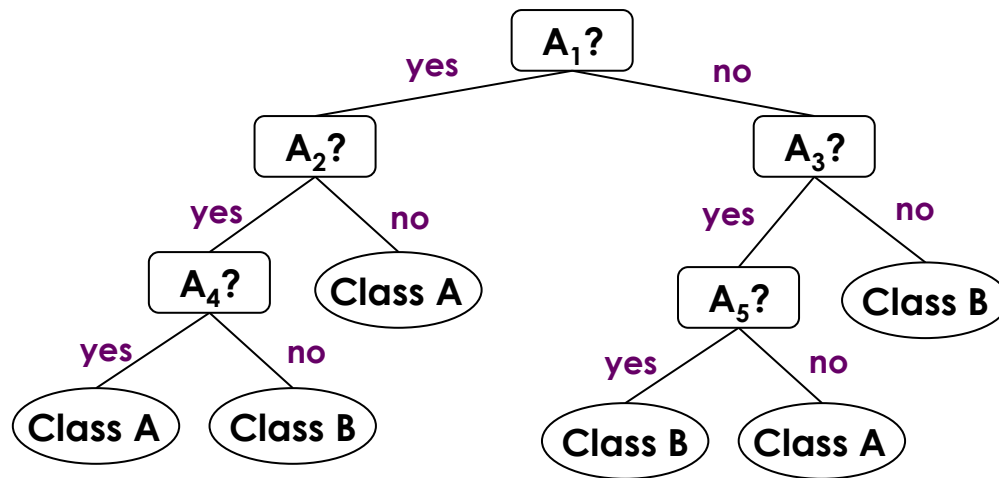 A₁?
yes
no
A₂?
A₃?
yes
no
yes
no
A₄?
Class A
A₅?
Class B
yes
no
yes
no
Class A
Class B
Class B
Class A